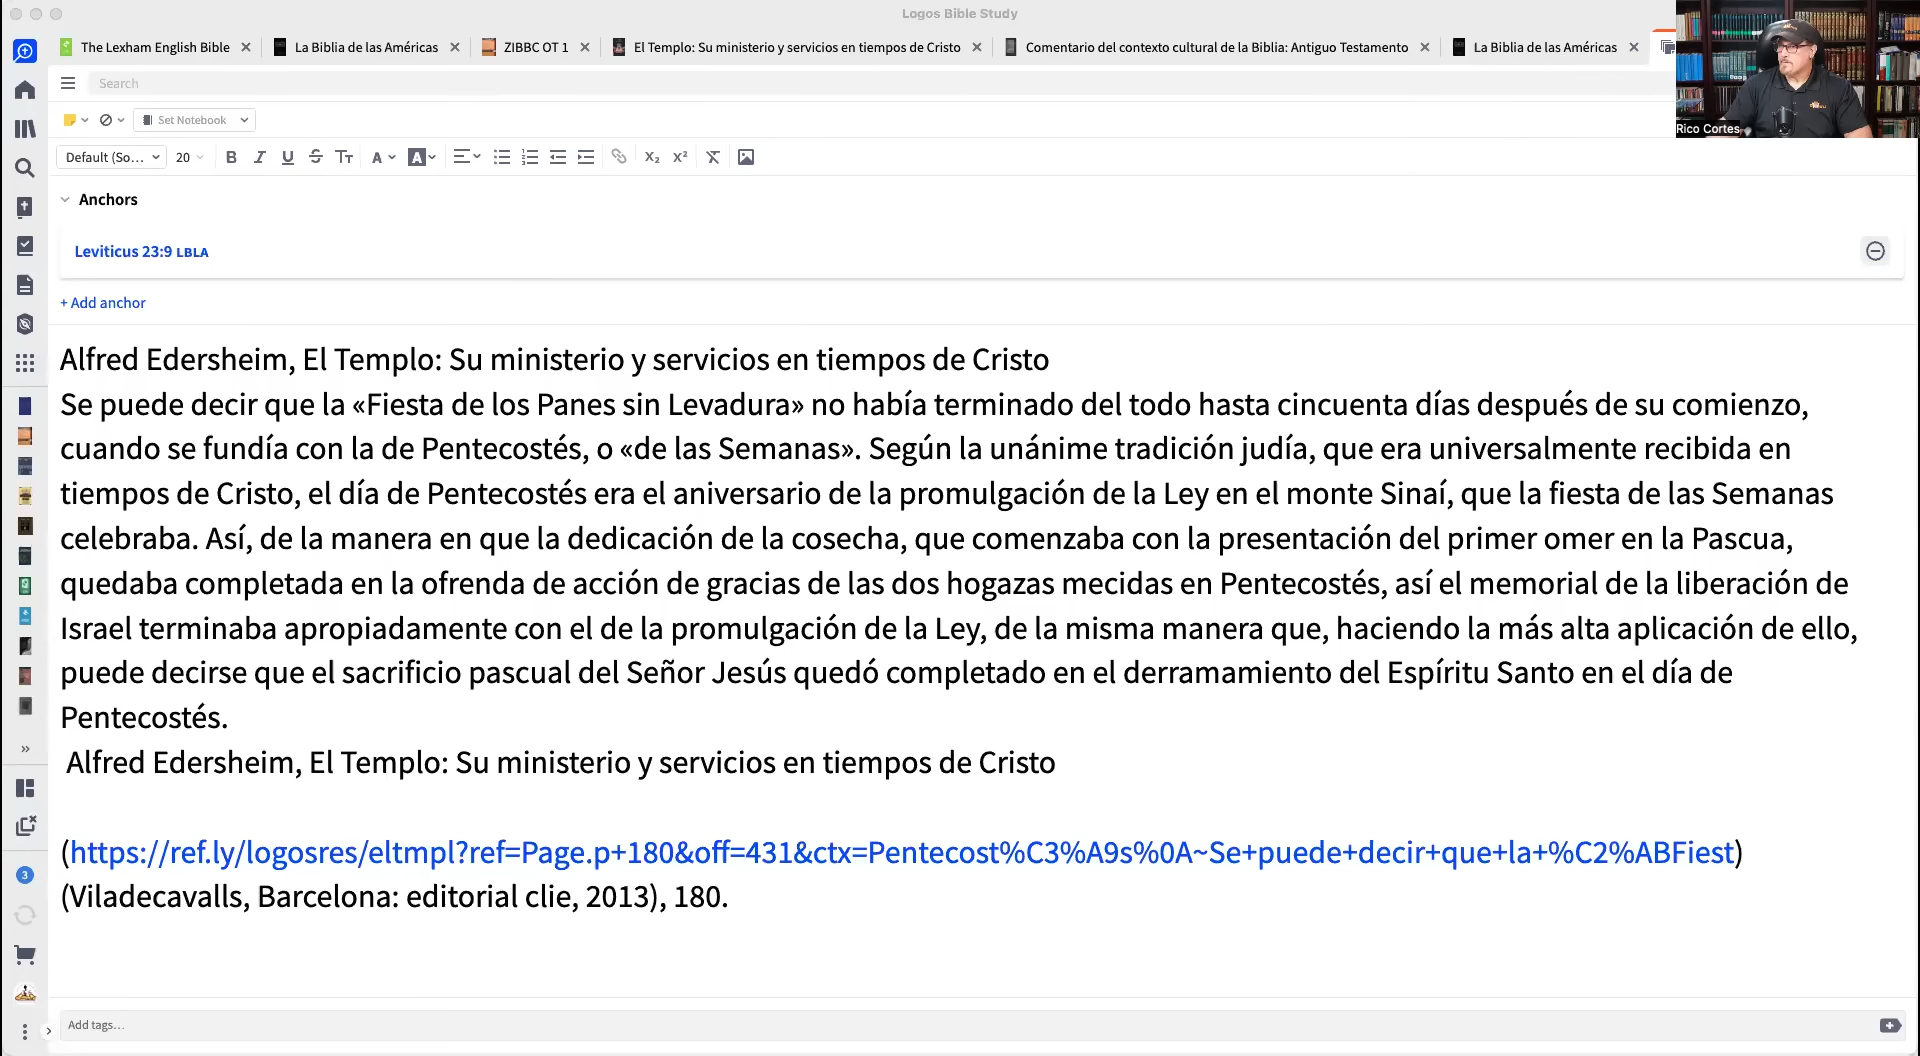 Logos Bible Study
The Lexham English Bible
La Biblia de las Américas
ZIBBC OT 1
El Templo: Su ministerio y servicios en tiempos de Cristo
Comentario del contexto cultural de la Biblia: Antiguo Testamento
La Biblia de las Américas
Search
Rico Cortes
Set Notebook
Default (So...
20
Anchors
Leviticus 23:9 LBLA
+ Add anchor
Alfred Edersheim, El Templo: Su ministerio y servicios en tiempos de Cristo
Se puede decir que la «Fiesta de los Panes sin Levadura» no había terminado del todo hasta cincuenta días después de su comienzo,
cuando se fundía con la de Pentecostés, o «de las Semanas». Según la unánime tradición judía, que era universalmente recibida en
tiempos de Cristo, el día de Pentecostés era el aniversario de la promulgación de la Ley en el monte Sinaí, que la fiesta de las Semanas
celebraba. Así, de la manera en que la dedicación de la cosecha, que comenzaba con la presentación del primer omer en la Pascua,
quedaba completada en la ofrenda de acción de gracias de las dos hogazas mecidas en Pentecostés, así el memorial de la liberación de
Israel terminaba apropiadamente con el de la promulgación de la Ley, de la misma manera que, haciendo la más alta aplicación de ello,
puede decirse que el sacrificio pascual del Señor Jesús quedó completado en el derramamiento del Espíritu Santo en el día de
Pentecostés.
Alfred Edersheim, El Templo: Su ministerio y servicios en tiempos de Cristo
(https://ref.ly/logosres/eltmpl?ref=Page.p+180&off=431&ctx=Pentecost%C3%A9s%0A~Se+puede+decir+que+la+%C2%ABFiest)
(Viladecavalls, Barcelona: editorial clie, 2013), 180.
3
Add tags...